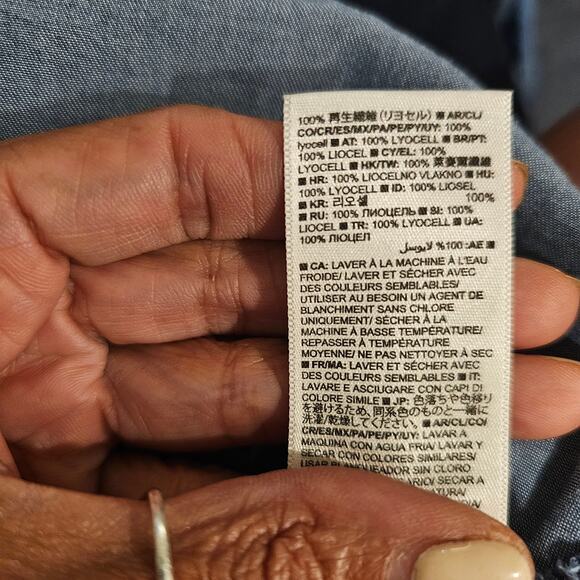 100% 再生繊維 (リヨセル) ■ AR/CL/
CO/CR/ES/MX/PA/PE/PY/UY: 100%
lyocell ■ AT: 100% LYOCELL ■ BR/PT:
100% LIOCEL ■ CY/EL: 100%
LYOCELL ■ HK/TW: 100% 萊賽爾纖維
■ HR: 100% LIOCELNO VLAKNO ■ HU:
100% LYOCELL ■ ID: 100% LIOSEL
■ KR: 리오셀 100%
■ RU: 100% ЛИОЦЕЛЬ ■ SI: 100%
LIOCEL ■ TR: 100% LYOCELL ■ UA:
100% ЛІОЦЕЛ
■ AE: 100% لايوسل
■ CA: LAVER À LA MACHINE À L'EAU
FROIDE/ LAVER ET SÉCHER AVEC
DES COULEURS SEMBLABLES/
UTILISER AU BESOIN UN AGENT DE
BLANCHIMENT SANS CHLORE
UNIQUEMENT/ SÉCHER À LA
MACHINE À BASSE TEMPÉRATURE/
REPASSER À TEMPÉRATURE
MOYENNE/ NE PAS NETTOYER À SEC
■ FR/MA: LAVER ET SÉCHER AVEC
DES COULEURS SEMBLABLES ■ IT:
LAVARE E ASCIUGARE CON CAPI DI
COLORE SIMILE ■ JP: 色落ちや色移り
を避けるため、同系色のものと一緒に
洗濯/乾燥してください。 ■ AR/CL/CO/
CR/ES/MX/PA/PE/PY/UY: LAVAR A
MAQUINA CON AGUA FRIA/ LAVAR Y
SECAR CON COLORES SIMILARES/
USAR BLANQUEADOR SIN CLORO
SECAR A